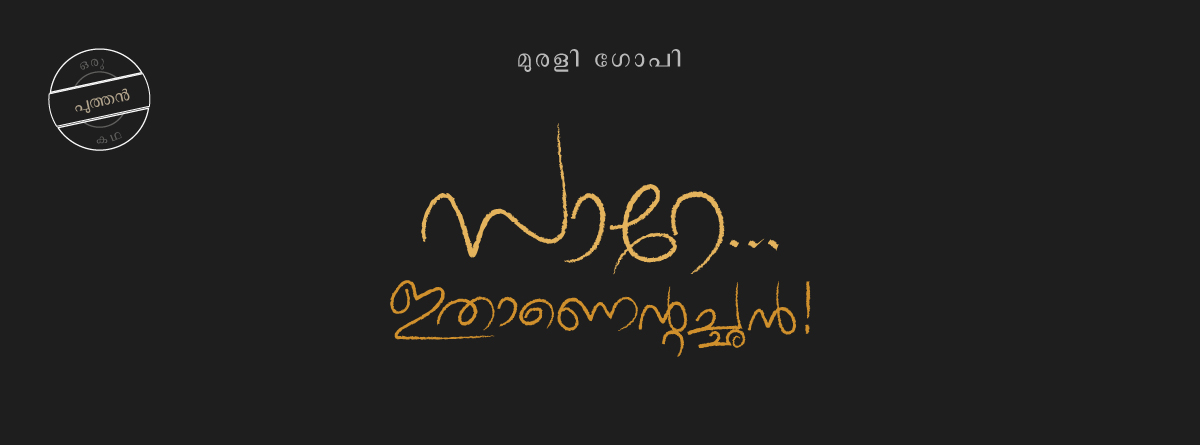 ഒരു
പുത്തൻ
കഥ
മുരളി ഗോപി
സാറേ...
ഇതാണെന്റച്ഛൻ!